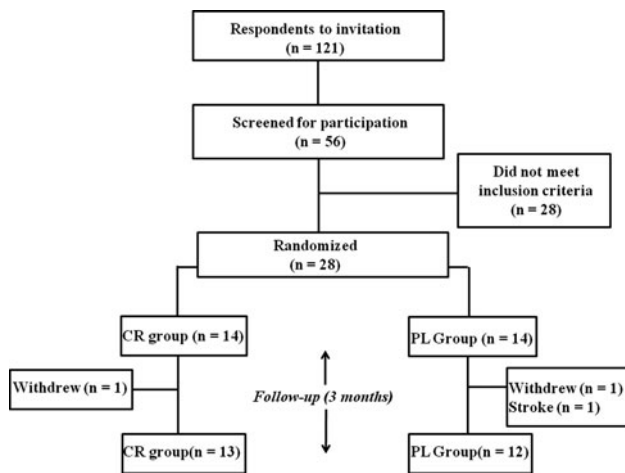 Respondents to invitation
(n = 121)
Screened for participation
(n = 56)
Did not meet
inclusion criteria
(n = 28)
Randomized
(n = 28)
CR group (n = 14)
PL Group (n = 14)
Withdrew (n = 1)
Follow-up (3 months)
Withdrew (n = 1)
Stroke (n = 1)
CR group(n = 13)
PL Group(n = 12)